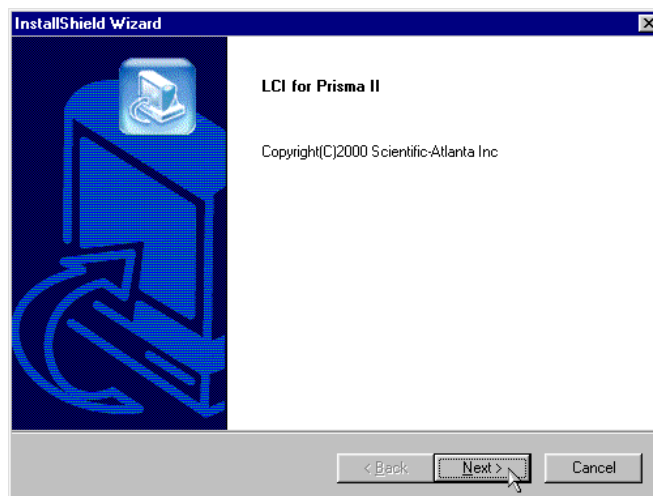 InstallShield Wizard
LCI for Prisma II
Copyright(C)2000 Scientific-Atlanta Inc
< Back Next > Cancel